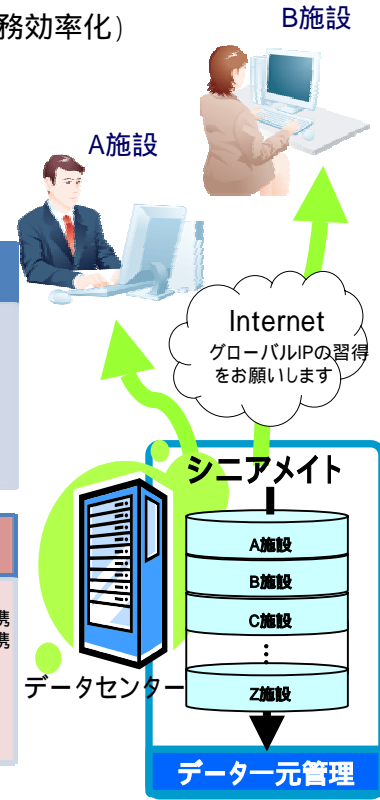 務効率化)
B施設
A施設
Internet
グローバルIPの習得
をお願いします
シニアメイト
A施設
B施設
C施設
⋮
Z施設
携
携
データセンター
データ一元管理